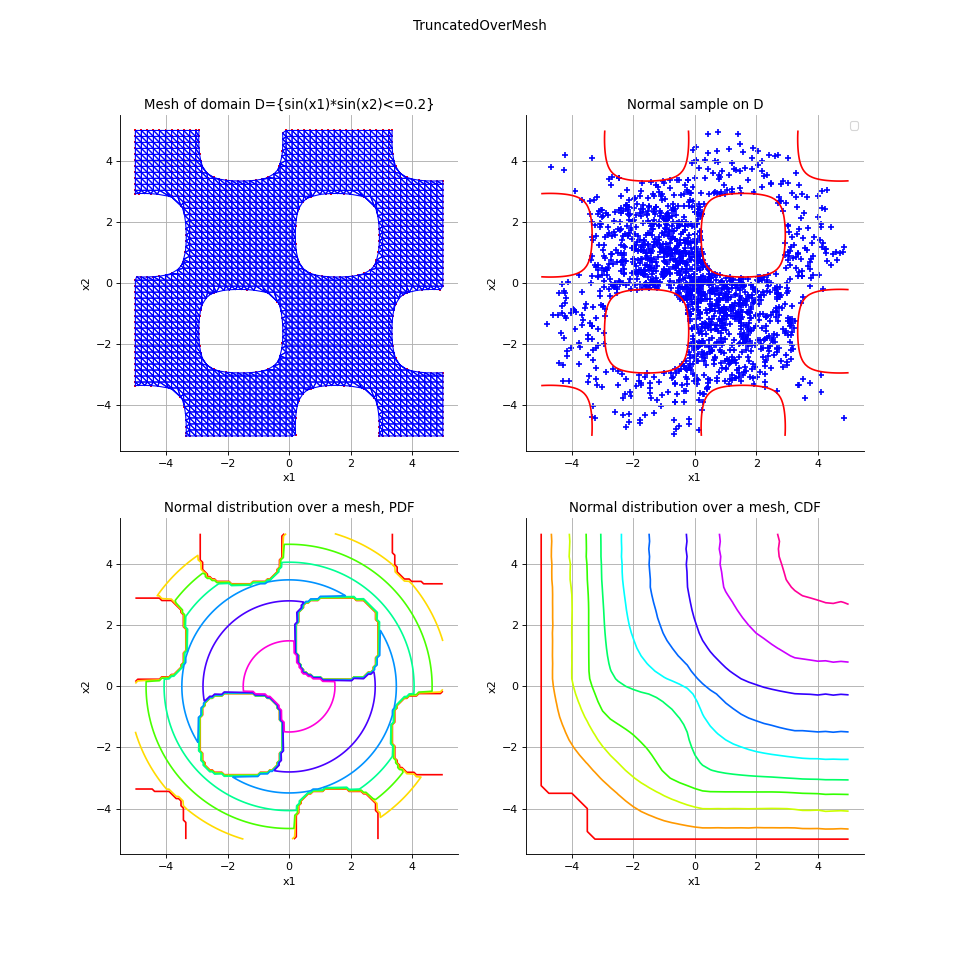 TruncatedOverMesh
Mesh of domain D={sin(x1)*sin(x2)<=0.2}
4
2
0
−2
−4
x2
−4 −2 0 2 4
x1
Normal sample on D
4
2
0
−2
−4
x2
−4 −2 0 2 4
x1
Normal distribution over a mesh, PDF
4
2
0
−2
−4
x2
−4 −2 0 2 4
x1
Normal distribution over a mesh, CDF
4
2
0
−2
−4
x2
−4 −2 0 2 4
x1